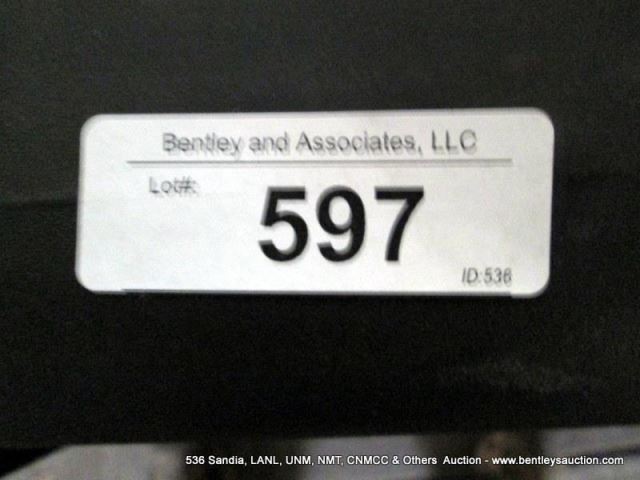 Bentley and Associates, LLC
Lot#:
597
ID:536
536 Sandia, LANL, UNM, NMT, CNMCC & Others Auction - www.bentleysauction.com